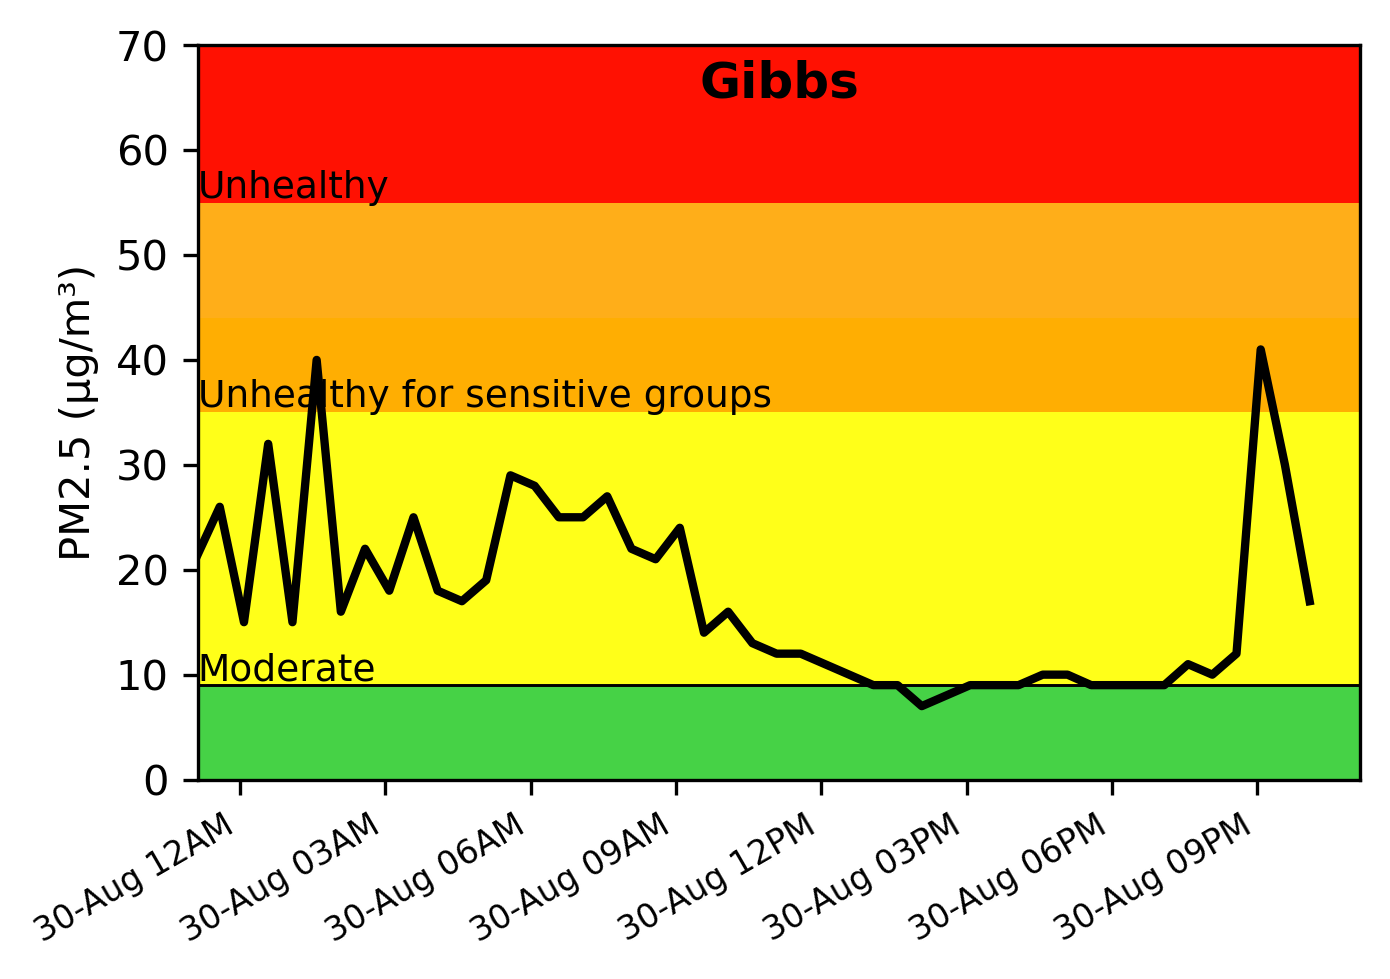 Gibbs
70
60
50
40
30
20
10
0
PM2.5 (µg/m³)
Unhealthy
Unhealthy for sensitive groups
Moderate
30-Aug 12AM
30-Aug 03AM
30-Aug 06AM
30-Aug 09AM
30-Aug 12PM
30-Aug 03PM
30-Aug 06PM
30-Aug 09PM